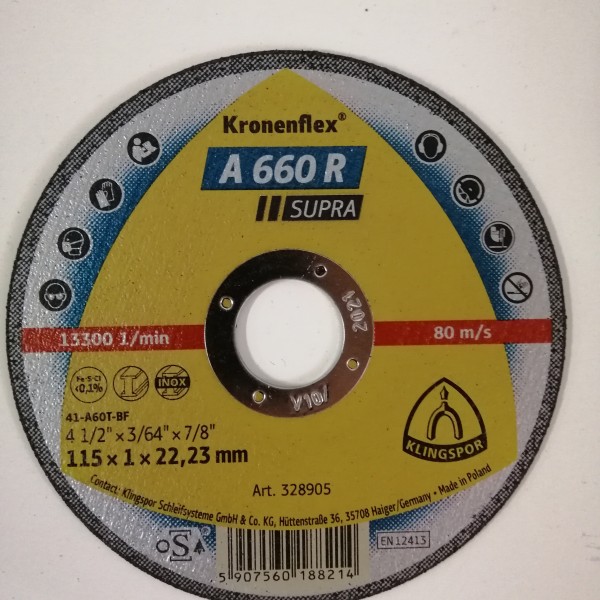 Kronenflex®
A 660 R
SUPRA
13300 1/min
80 m/s
Fe-S-Cl
<0,1%
INOX
41-A60T-BF
4 1/2" x 3/64" x 7/8"
115 x 1 x 22,23 mm
KLINGSPOR
Art. 328905
Contact: Klingspor Schleifsysteme GmbH & Co. KG, Hüttenstraße 36, 35708 Haiger/Germany • Made in Poland
EN 12413
5 907560 188214
2021